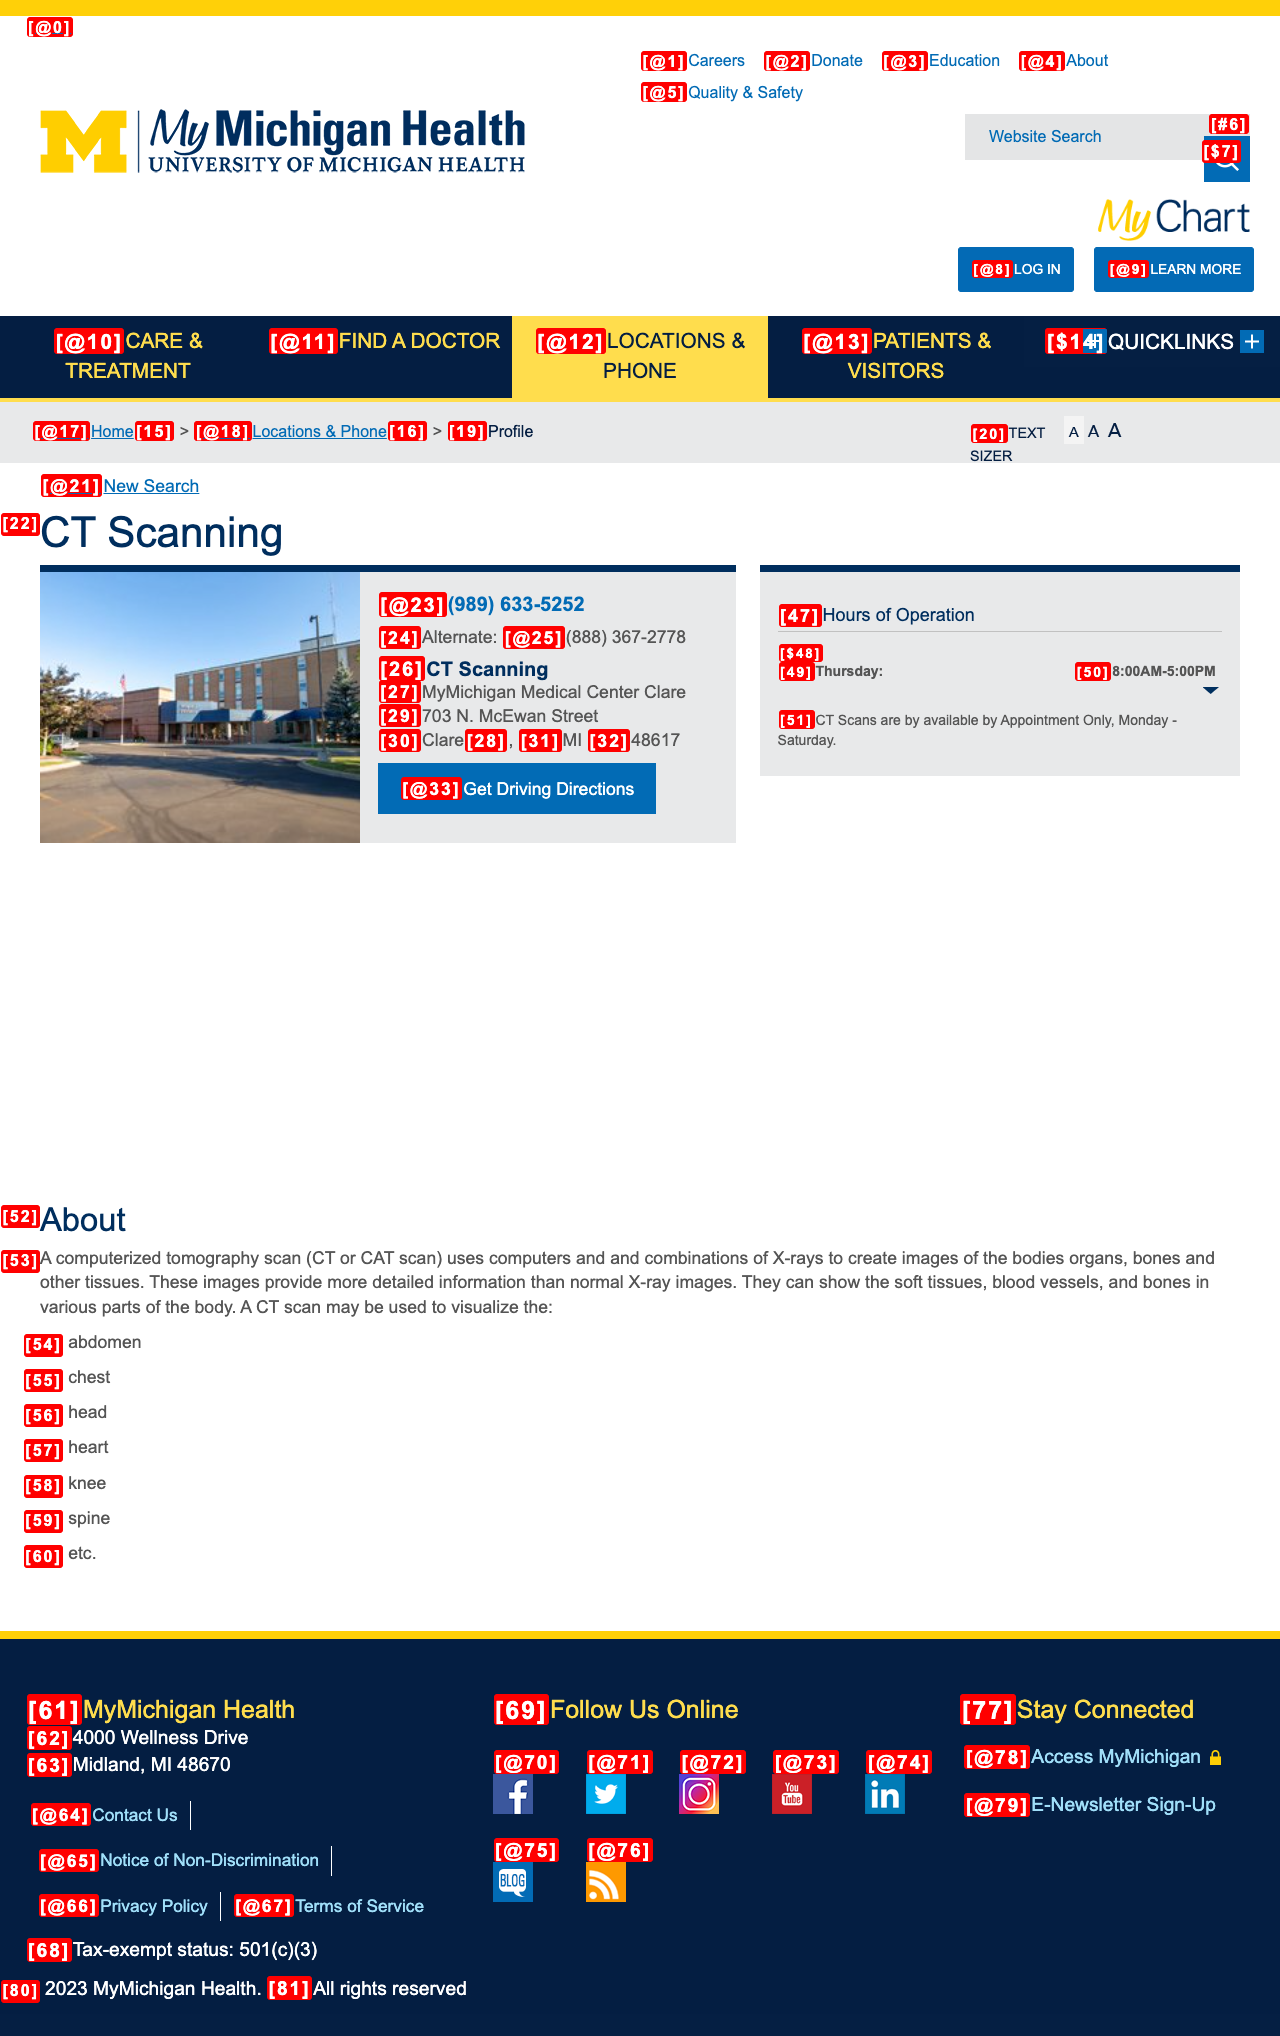 [@0]
[@1] Careers [@2] Donate [@3] Education [@4] About
[@5] Quality & Safety
M | My Michigan Health
UNIVERSITY OF MICHIGAN HEALTH
Website Search [#6]
[$7]
My Chart
[@8] LOG IN [@9] LEARN MORE
[@10] CARE & TREATMENT
[@11] FIND A DOCTOR
[@12] LOCATIONS & PHONE
[@13] PATIENTS & VISITORS
[$14] QUICKLINKS +
[@17] Home [15] > [@18] Locations & Phone [16] > [19] Profile
[20] TEXT SIZER A A A
[@21] New Search
[22] CT Scanning
[@23] (989) 633-5252
[24] Alternate: [@25] (888) 367-2778
[26] CT Scanning
[27] MyMichigan Medical Center Clare
[29] 703 N. McEwan Street
[30] Clare [28] , [31] MI [32] 48617
[@33] Get Driving Directions
[47] Hours of Operation
[$48]
[49] Thursday: [50] 8:00AM-5:00PM
[51] CT Scans are by available by Appointment Only, Monday -
Saturday.
[52] About
[53] A computerized tomography scan (CT or CAT scan) uses computers and and combinations of X-rays to create images of the bodies organs, bones and
other tissues. These images provide more detailed information than normal X-ray images. They can show the soft tissues, blood vessels, and bones in
various parts of the body. A CT scan may be used to visualize the:
[54] abdomen
[55] chest
[56] head
[57] heart
[58] knee
[59] spine
[60] etc.
[61] MyMichigan Health
[62] 4000 Wellness Drive
[63] Midland, MI 48670
[@64] Contact Us
[@65] Notice of Non-Discrimination
[@66] Privacy Policy [@67] Terms of Service
[68] Tax-exempt status: 501(c)(3)
[69] Follow Us Online
[@70] [@71] [@72] [@73] [@74]
You Tube in
[@75] [@76]
BLOG
[77] Stay Connected
[@78] Access MyMichigan
[@79] E-Newsletter Sign-Up
[80] 2023 MyMichigan Health. [81] All rights reserved